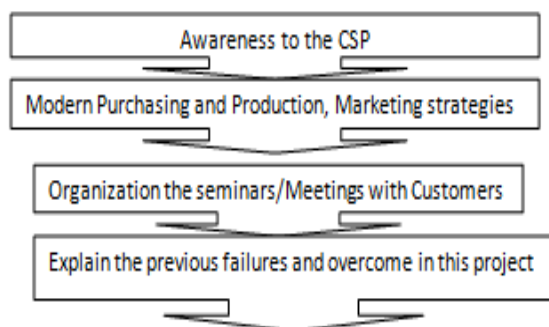 Awareness to the CSP
Modern Purchasing and Production, Marketing strategies
Organization the seminars/Meetings with Customers
Explain the previous failures and overcome in this project